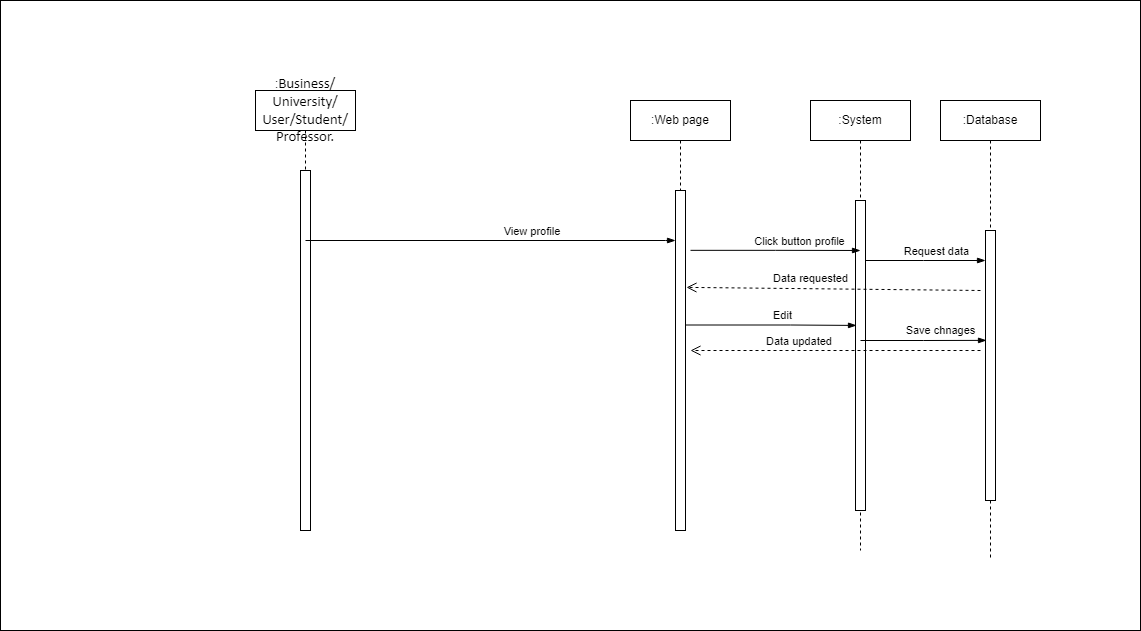 :Business/
University/
User/Student/
Professor.
:Web page
:System
:Database
View profile
Click button profile
Request data
Data requested
Edit
Save chnages
Data updated